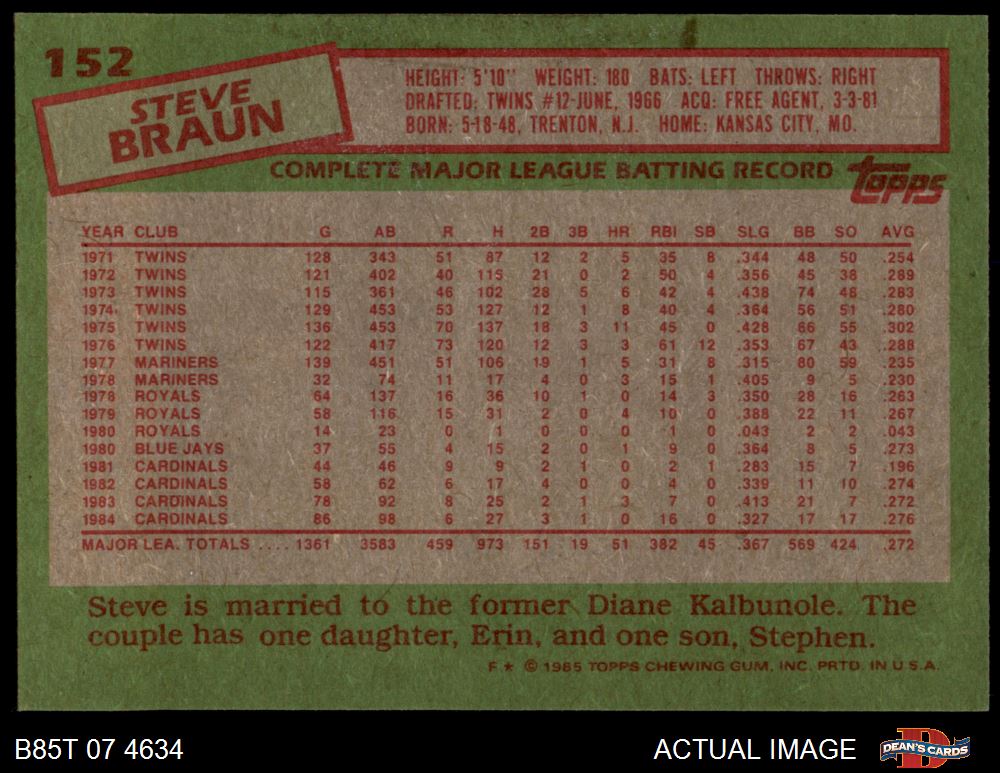 152
STEVE
BRAUN
HEIGHT: 5'10" WEIGHT: 180 BATS: LEFT THROWS: RIGHT
DRAFTED: TWINS #12-JUNE, 1966 ACQ: FREE AGENT, 3-3-81
BORN: 5-18-48, TRENTON, N.J. HOME: KANSAS CITY, MO.
COMPLETE MAJOR LEAGUE BATTING RECORD
topps
YEAR CLUB G AB R H 2B 3B HR RBI SB SLG BB SO AVG
1971 TWINS 128 343 51 87 12 2 5 35 8 .344 48 50 .254
1972 TWINS 121 402 40 115 21 0 2 50 4 .356 45 38 .289
1973 TWINS 115 361 46 102 28 5 6 42 4 .438 74 48 .283
1974 TWINS 129 453 53 127 12 1 8 40 4 .364 56 51 .280
1975 TWINS 136 453 70 137 18 3 11 45 0 .428 66 55 .302
1976 TWINS 122 417 73 120 12 3 3 61 12 .353 67 43 .288
1977 MARINERS 139 451 51 106 19 1 5 31 8 .315 80 59 .235
1978 MARINERS 32 74 11 17 4 0 3 15 1 .405 9 5 .230
1978 ROYALS 64 137 16 36 10 1 0 14 3 .350 28 16 .263
1979 ROYALS 58 116 15 31 2 0 4 10 0 .388 22 11 .267
1980 ROYALS 14 23 0 1 0 0 0 1 0 .043 2 2 .043
1980 BLUE JAYS 37 55 4 15 2 0 1 9 0 .364 8 5 .273
1981 CARDINALS 44 46 9 9 2 1 0 2 1 .283 15 7 .196
1982 CARDINALS 58 62 6 17 4 0 0 4 0 .339 11 10 .274
1983 CARDINALS 78 92 8 25 2 1 3 7 0 .413 21 7 .272
1984 CARDINALS 86 98 6 27 3 1 0 16 0 .327 17 17 .276
MAJOR LEA. TOTALS .... 1361 3583 459 973 151 19 51 382 45 .367 569 424 .272
Steve is married to the former Diane Kalbunole. The
couple has one daughter, Erin, and one son, Stephen.
F ★ © 1985 TOPPS CHEWING GUM, INC. PRTD. IN U.S.A.
B85T 07 4634
ACTUAL IMAGE
DEAN'S CARDS